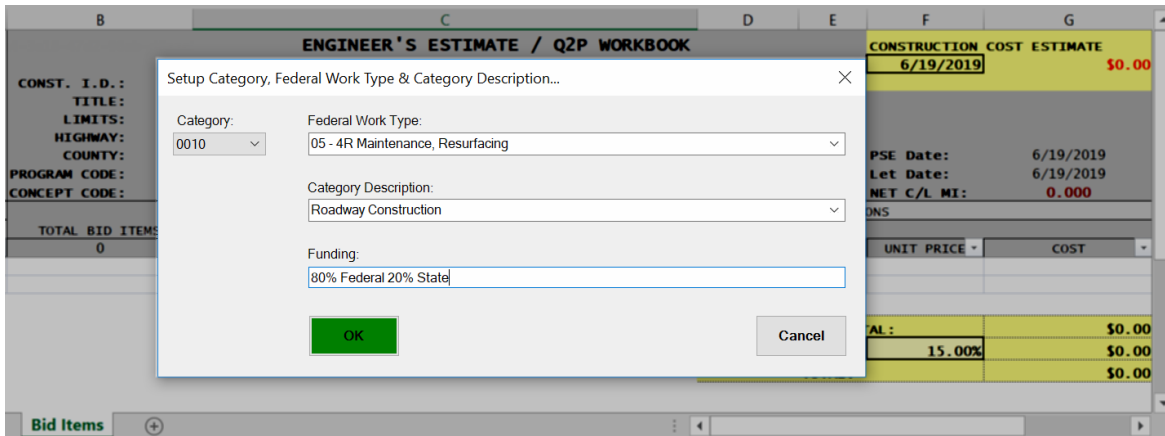 B C D E F G
ENGINEER'S ESTIMATE / Q2P WORKBOOK
CONSTRUCTION COST ESTIMATE
6/19/2019 $0.00
Setup Category, Federal Work Type & Category Description...
CONST. I.D.:
TITLE:
LIMITS:
HIGHWAY:
COUNTY:
PROGRAM CODE:
CONCEPT CODE:
Category:
0010
Federal Work Type:
05 - 4R Maintenance, Resurfacing
Category Description:
Roadway Construction
Funding:
80% Federal 20% State
OK
Cancel
PSE Date: 6/19/2019
Let Date: 6/19/2019
NET C/L MI: 0.000
ONS
TOTAL BID ITEMS
0
UNIT PRICE COST
TAL: $0.00
15.00% $0.00
$0.00
Bid Items